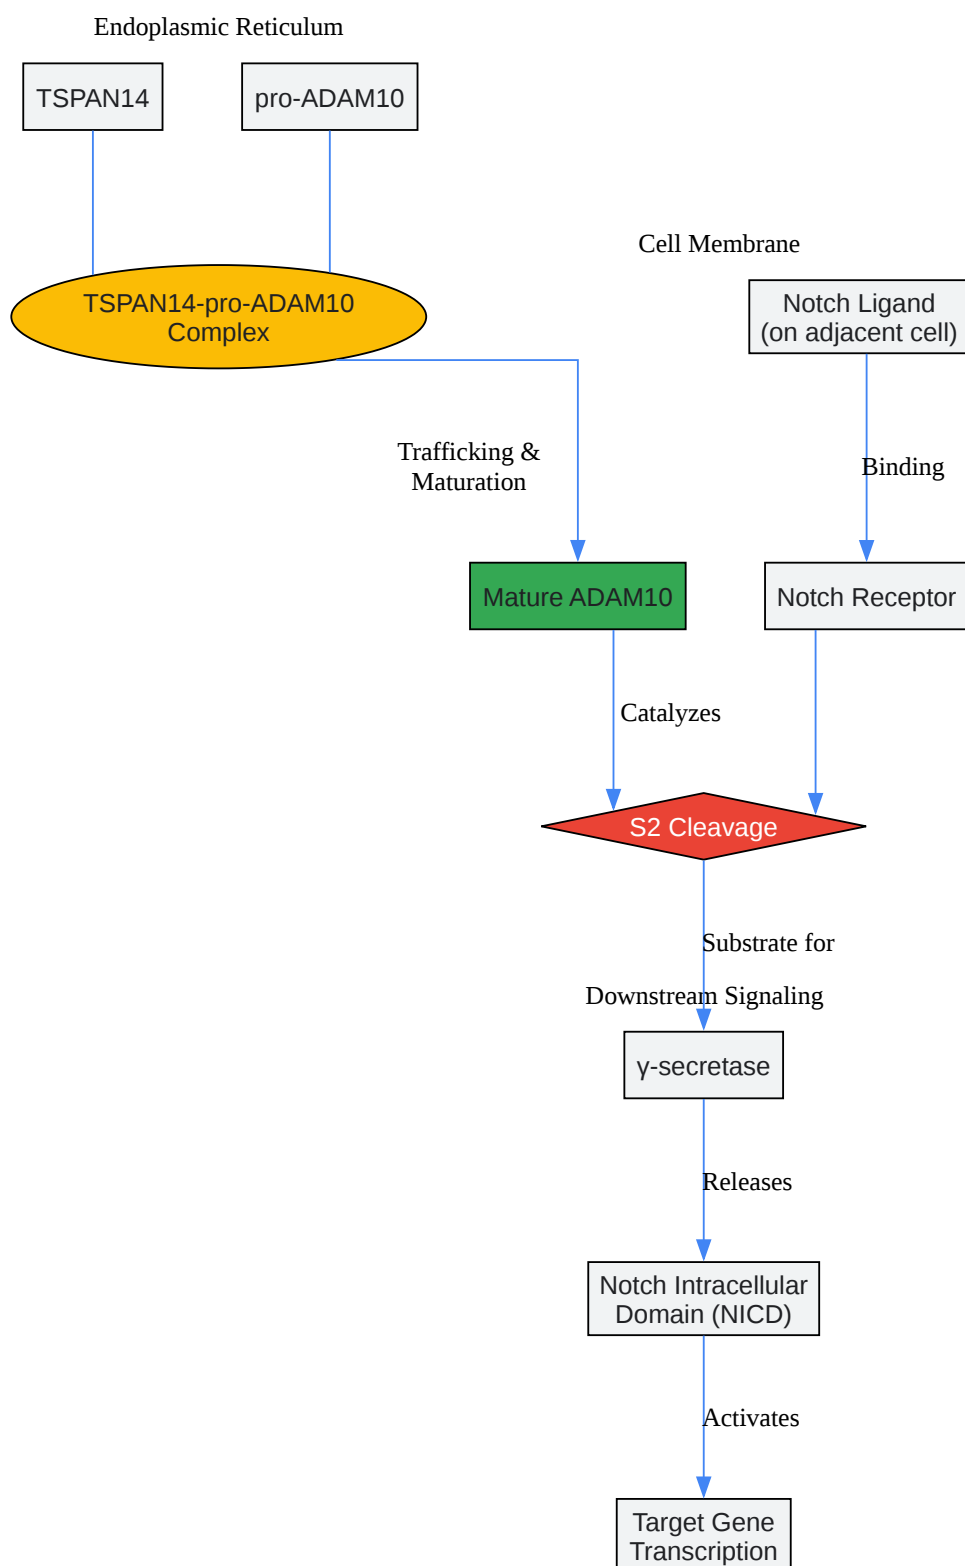 Endoplasmic Reticulum
TSPAN14
pro-ADAM10
Cell Membrane
TSPAN14-pro-ADAM10
Complex
Notch Ligand
(on adjacent cell)
Trafficking &
Maturation
Binding
Mature ADAM10
Notch Receptor
Catalyzes
S2 Cleavage
Substrate for
Downstream Signaling
γ-secretase
Releases
Notch Intracellular
Domain (NICD)
Activates
Target Gene
Transcription